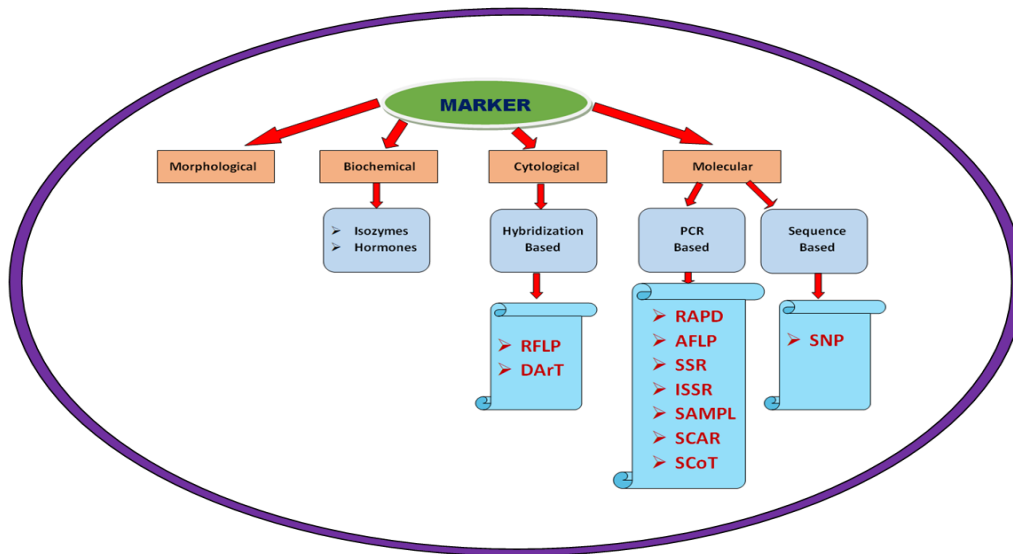 MARKER
Morphological
Biochemical
Cytological
Molecular
➢ Isozymes
➢ Hormones
Hybridization
Based
PCR
Based
Sequence
Based
➢ RFLP
➢ DArT
➢ RAPD
➢ AFLP
➢ SSR
➢ ISSR
➢ SAMPL
➢ SCAR
➢ SCoT
➢ SNP